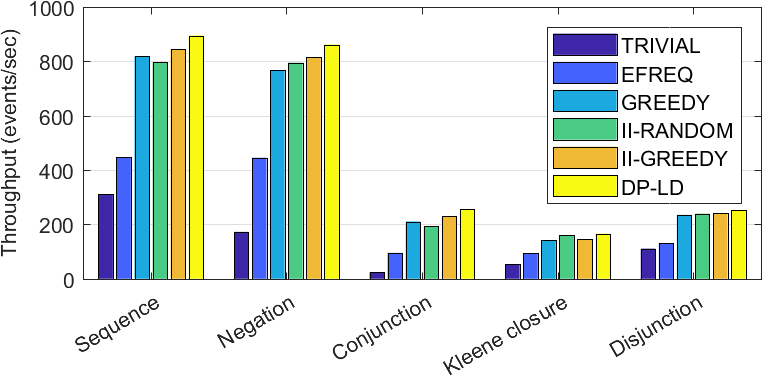 Throughput (events/sec)
1000
800
600
400
200
0
TRIVIAL
EFREQ
GREEDY
II-RANDOM
II-GREEDY
DP-LD
Sequence
Negation
Conjunction
Kleene closure
Disjunction